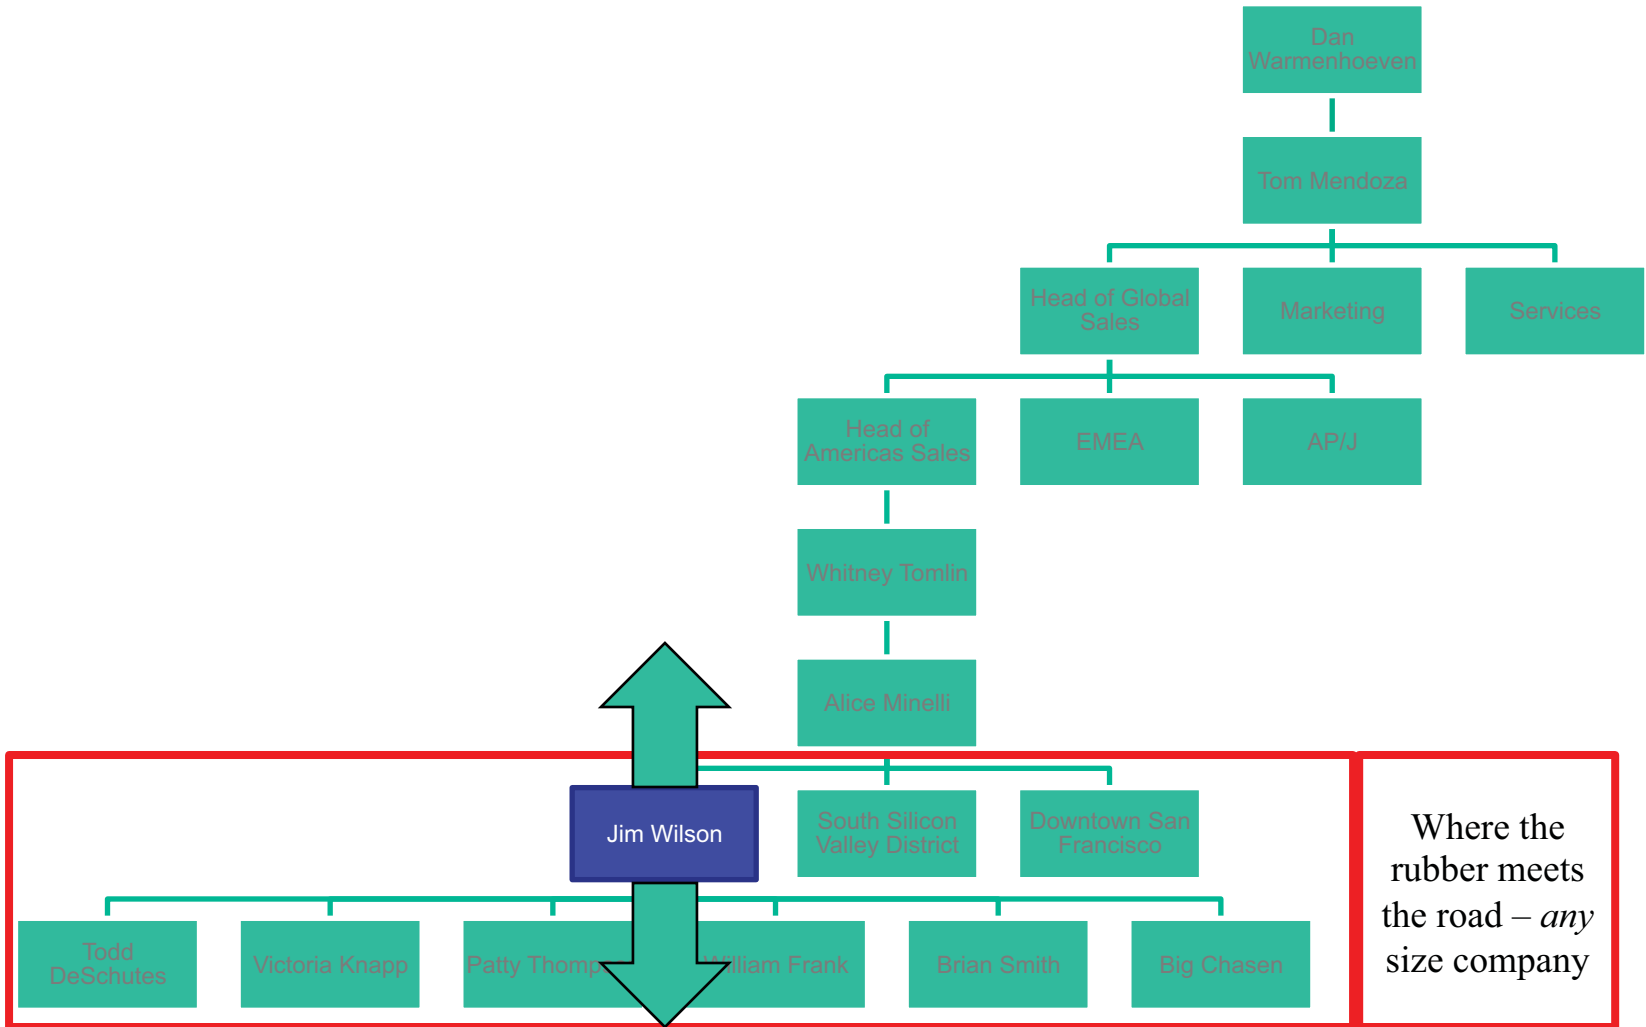 Dan
Warmenhoeven
Tom Mendoza
Head of Global
Sales
Marketing
Services
Head of
Americas Sales
EMEA
AP/J
Whitney Tomlin
Alice Minelli
Jim Wilson
South Silicon
Valley District
Downtown San
Francisco
Where the
rubber meets
the road – any
size company
Todd
DeSchutes
Victoria Knapp
Patty
William Frank
Brian Smith
Big Chasen